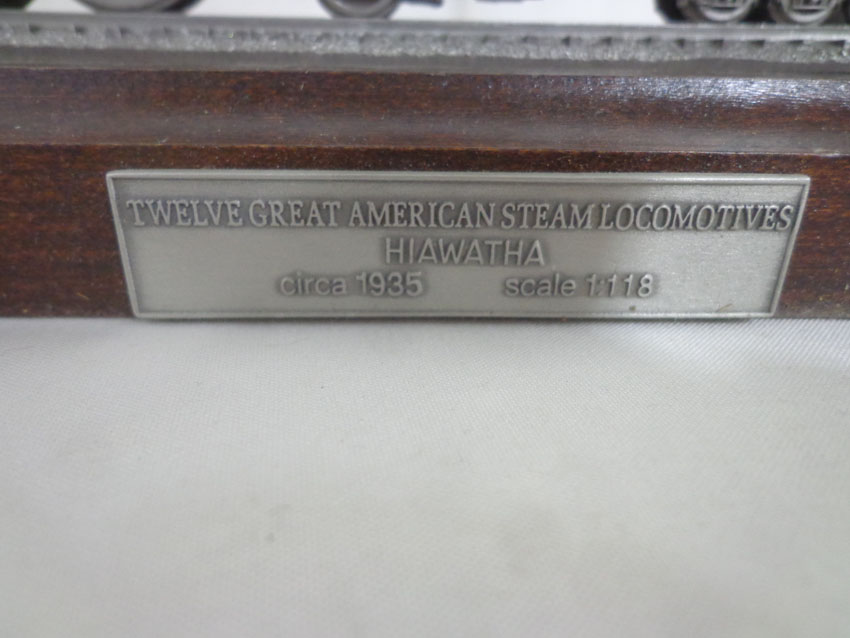 TWELVE GREAT AMERICAN STEAM LOCOMOTIVES
HIAWATHA
circa 1935 scale 1:118